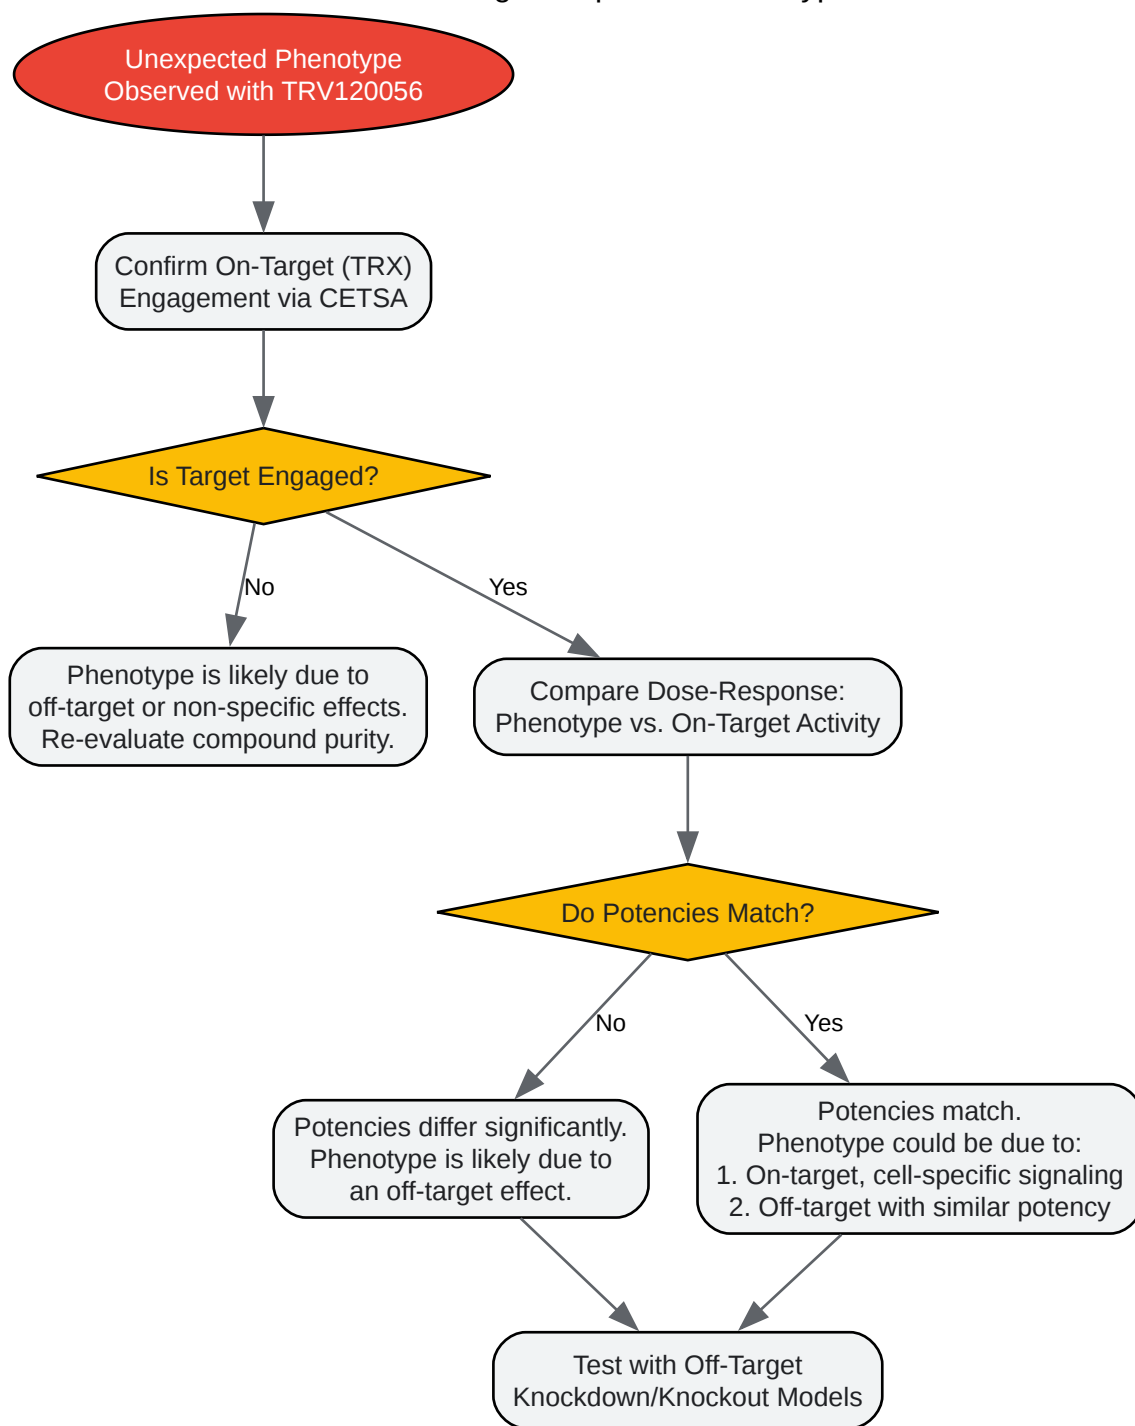 Unexpected Phenotype
Observed with TRV120056
Confirm On-Target (TRX)
Engagement via CETSA
Is Target Engaged?
No
Yes
Phenotype is likely due to
off-target or non-specific effects.
Re-evaluate compound purity.
Compare Dose-Response:
Phenotype vs. On-Target Activity
Do Potencies Match?
No
Yes
Potencies differ significantly.
Phenotype is likely due to
an off-target effect.
Potencies match.
Phenotype could be due to:
1. On-target, cell-specific signaling
2. Off-target with similar potency
Test with Off-Target
Knockdown/Knockout Models